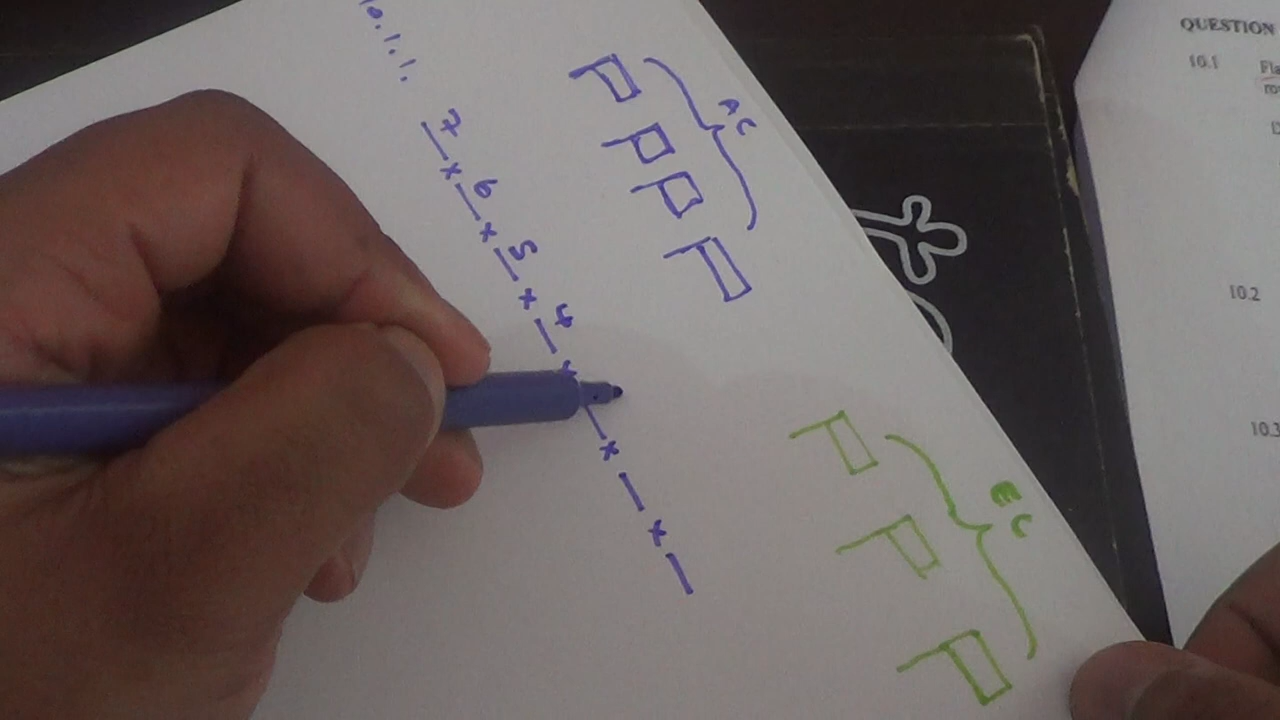 10.1.1.
7 x 6 x 5 x 4 x _ x _ x _
AC
EC
QUESTION
10.1
10.2
10.3